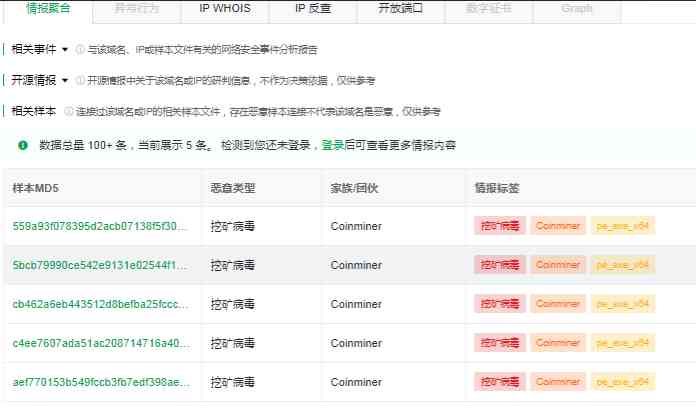 情报聚合 异常行为 IP WHOIS IP 反查 开放端口 数字证书 Graph
相关事件 与该域名、IP或样本文件有关的网络安全事件分析报告
开源情报 开源情报中关于该域名或IP的研判信息，不作为决策依据，仅供参考
相关样本 连接过该域名或IP的相关样本文件，存在恶意样本连接不代表该域名是恶意，仅供参考
数据总量 100+ 条，当前展示 5 条。 检测到您还未登录，登录后可查看更多情报内容
样本MD5 恶意类型 家族/团伙 情报标签
559a93f078395d2acb07138f5f30... 挖矿病毒 Coinminer 挖矿病毒 Coinminer pe_exe_x64
5bcb79990ce542e9131e02544f1... 挖矿病毒 Coinminer 挖矿病毒 Coinminer pe_exe_x64
cb462a6eb443512d8befba25fccc... 挖矿病毒 Coinminer 挖矿病毒 Coinminer pe_exe_x64
c4ee7607ada51ac208714716a40... 挖矿病毒 Coinminer 挖矿病毒 Coinminer pe_exe_x64
aef770153b549fccb3fb7edf398ae... 挖矿病毒 Coinminer 挖矿病毒 Coinminer pe_exe_x64